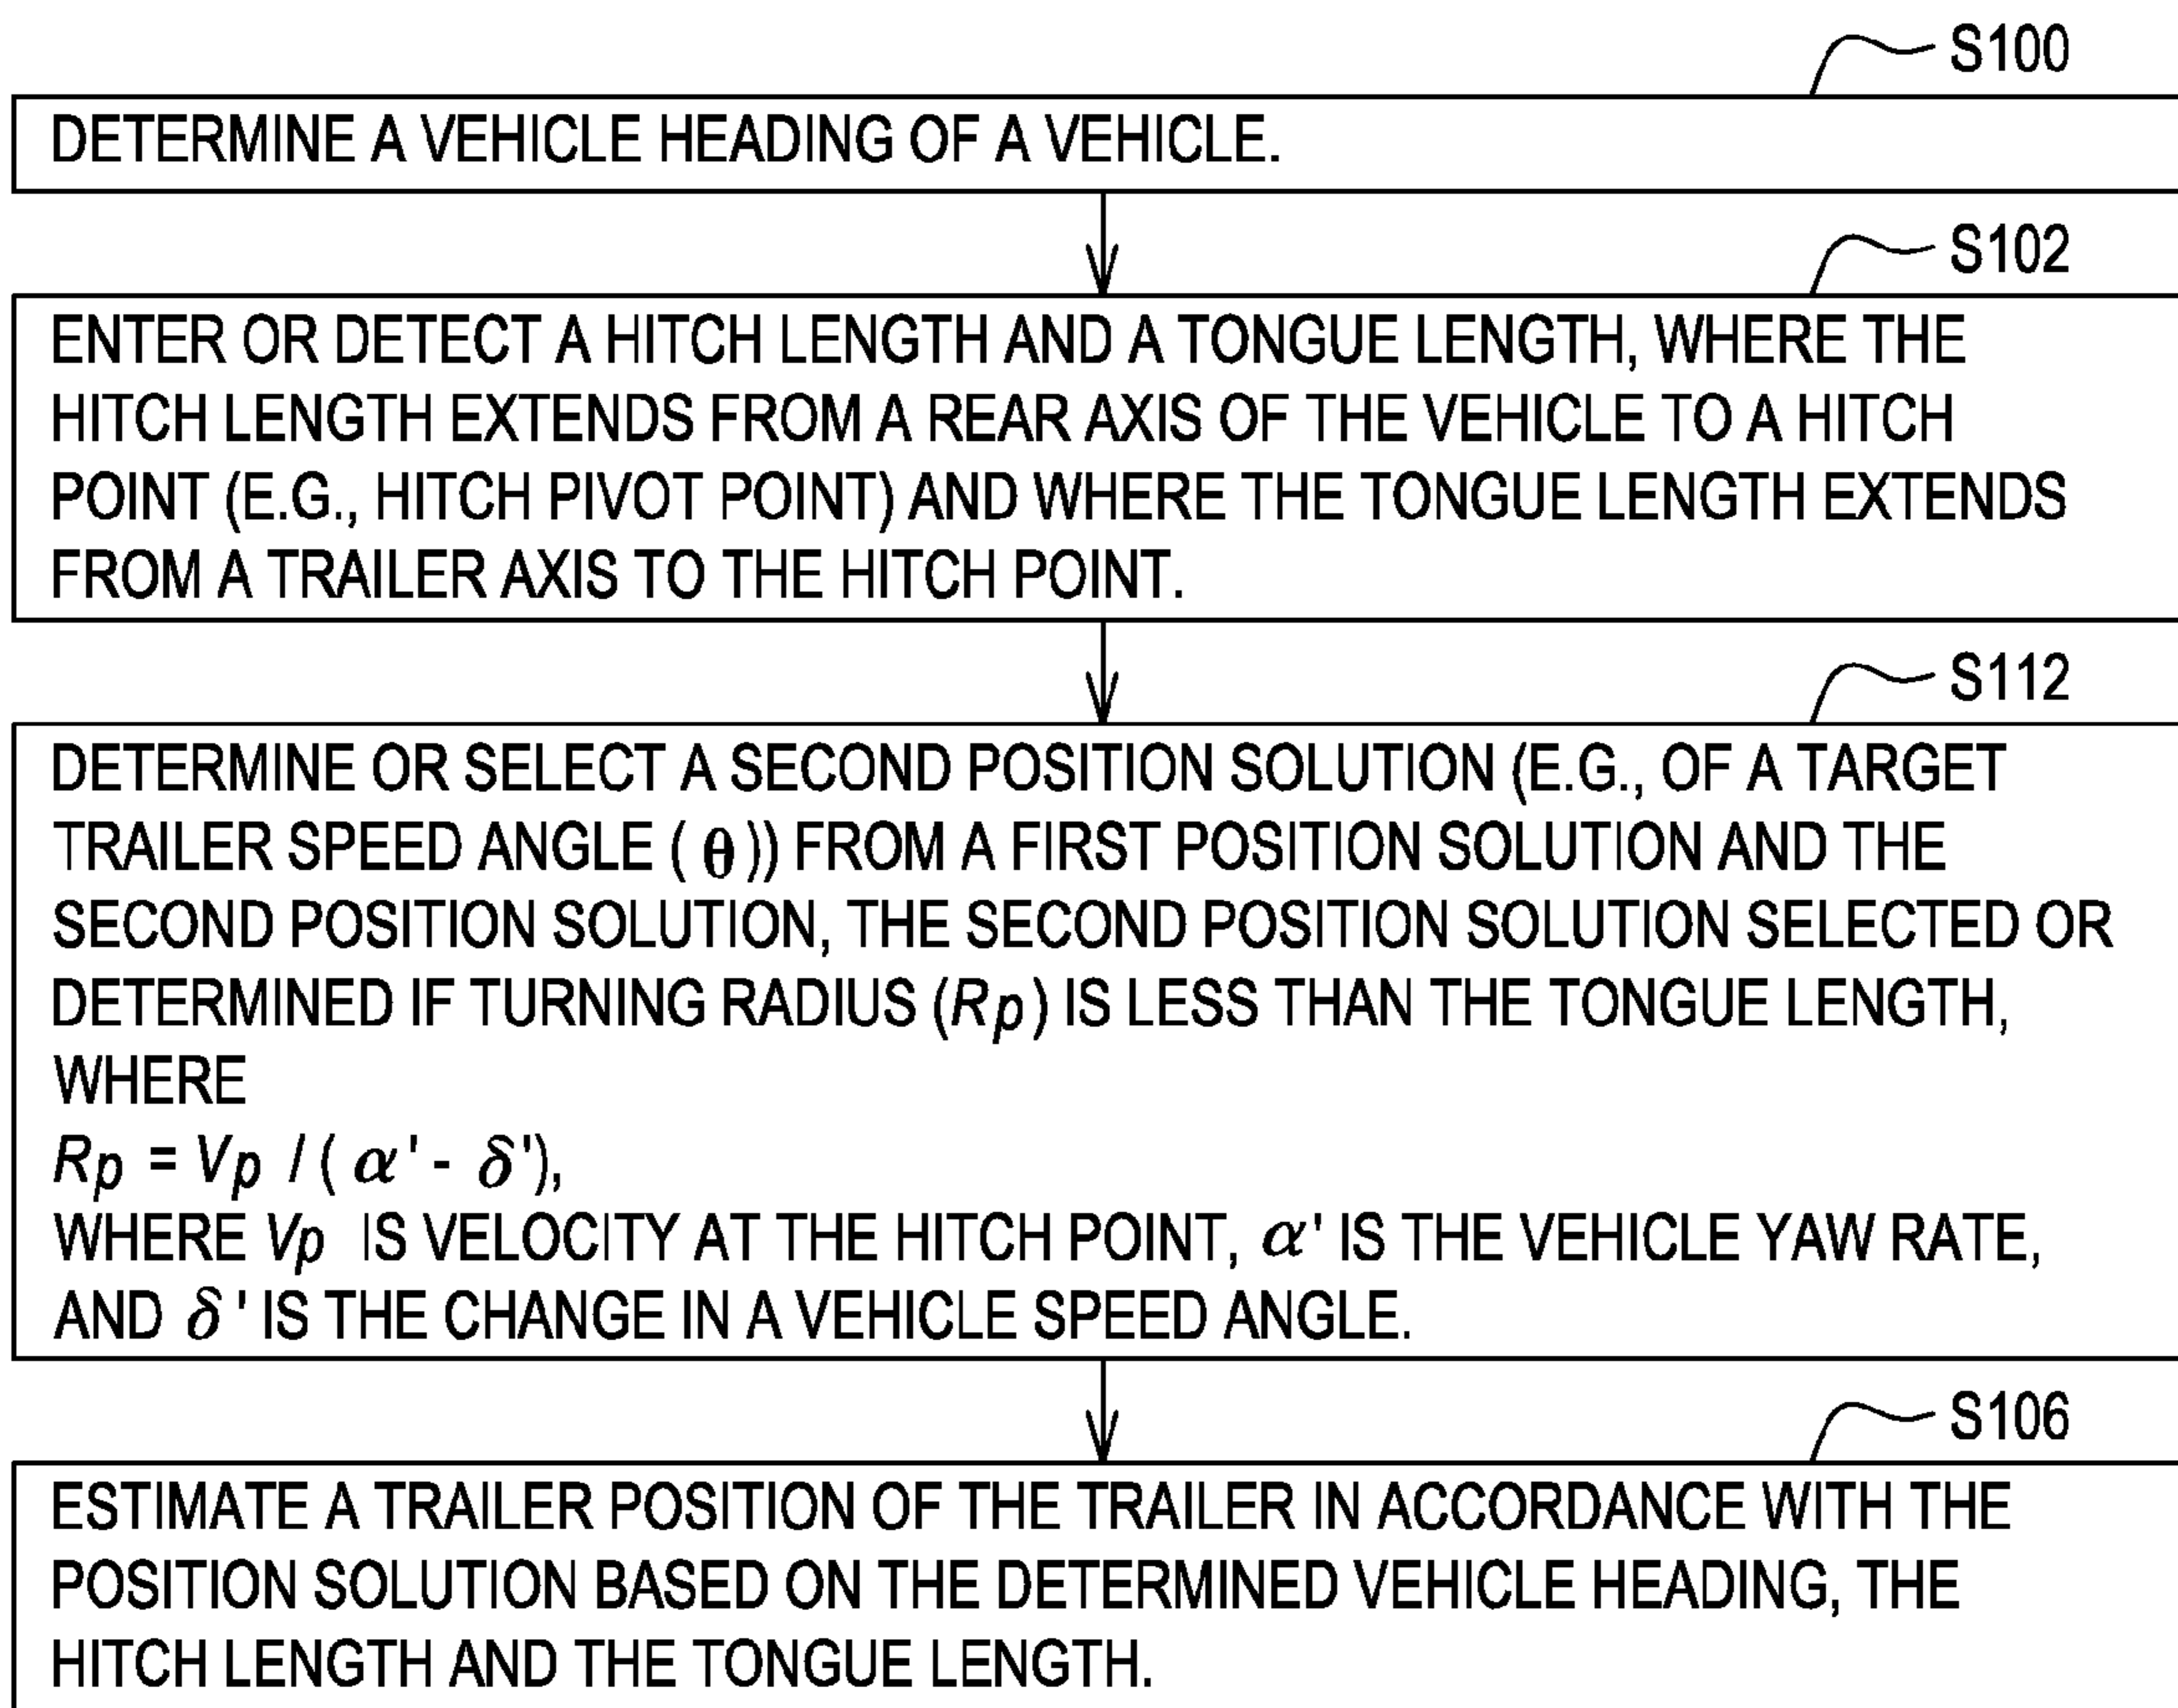 S100
DETERMINE A VEHICLE HEADING OF A VEHICLE.
S102
ENTER OR DETECT A HITCH LENGTH AND A TONGUE LENGTH, WHERE THE
HITCH LENGTH EXTENDS FROM A REAR AXIS OF THE VEHICLE TO A HITCH
POINT (E.G., HITCH PIVOT POINT) AND WHERE THE TONGUE LENGTH EXTENDS
FROM A TRAILER AXIS TO THE HITCH POINT.
S112
DETERMINE OR SELECT A SECOND POSITION SOLUTION (E.G., OF A TARGET
TRAILER SPEED ANGLE ( θ )) FROM A FIRST POSITION SOLUTION AND THE
SECOND POSITION SOLUTION, THE SECOND POSITION SOLUTION SELECTED OR
DETERMINED IF TURNING RADIUS (Rp) IS LESS THAN THE TONGUE LENGTH,
WHERE
Rp = Vp / ( α' - δ'),
WHERE Vp IS VELOCITY AT THE HITCH POINT, α' IS THE VEHICLE YAW RATE,
AND δ' IS THE CHANGE IN A VEHICLE SPEED ANGLE.
S106
ESTIMATE A TRAILER POSITION OF THE TRAILER IN ACCORDANCE WITH THE
POSITION SOLUTION BASED ON THE DETERMINED VEHICLE HEADING, THE
HITCH LENGTH AND THE TONGUE LENGTH.